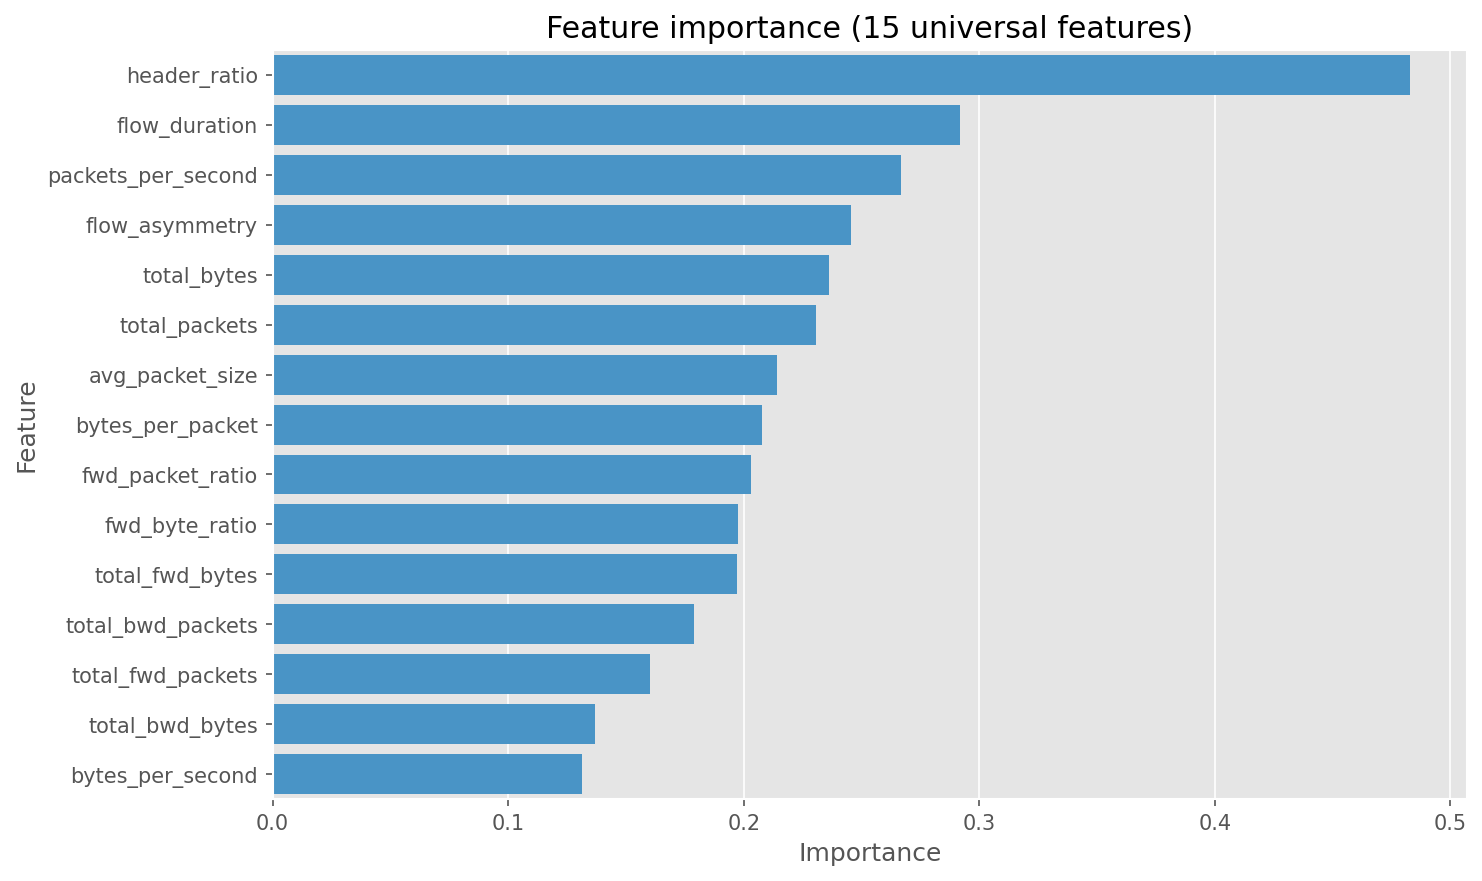 Feature importance (15 universal features)
header_ratio
flow_duration
packets_per_second
flow_asymmetry
total_bytes
total_packets
avg_packet_size
bytes_per_packet
fwd_packet_ratio
fwd_byte_ratio
total_fwd_bytes
total_bwd_packets
total_fwd_packets
total_bwd_bytes
bytes_per_second
Feature
0.0 0.1 0.2 0.3 0.4 0.5
Importance